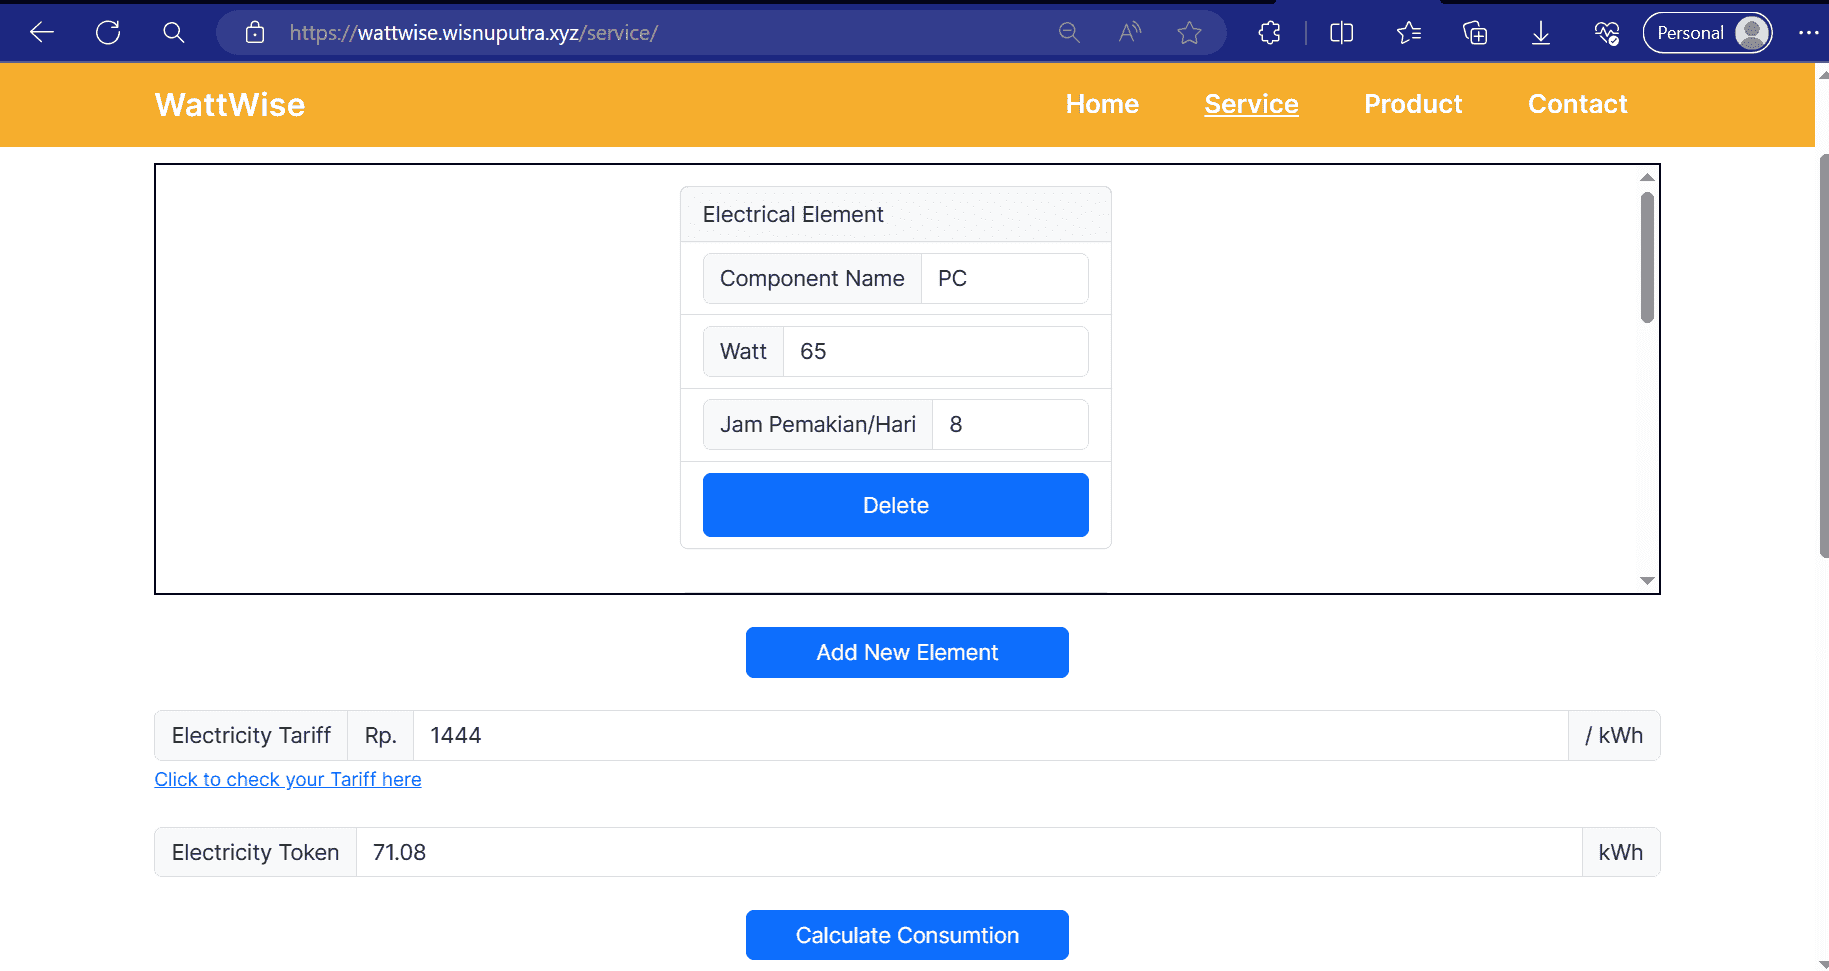 https://wattwise.wisnuputra.xyz/service/
Personal
WattWise
Home Service Product Contact
Electrical Element
Component Name PC
Watt 65
Jam Pemakian/Hari 8
Delete
Add New Element
Electricity Tariff Rp. 1444 / kWh
Click to check your Tariff here
Electricity Token 71.08 kWh
Calculate Consumtion